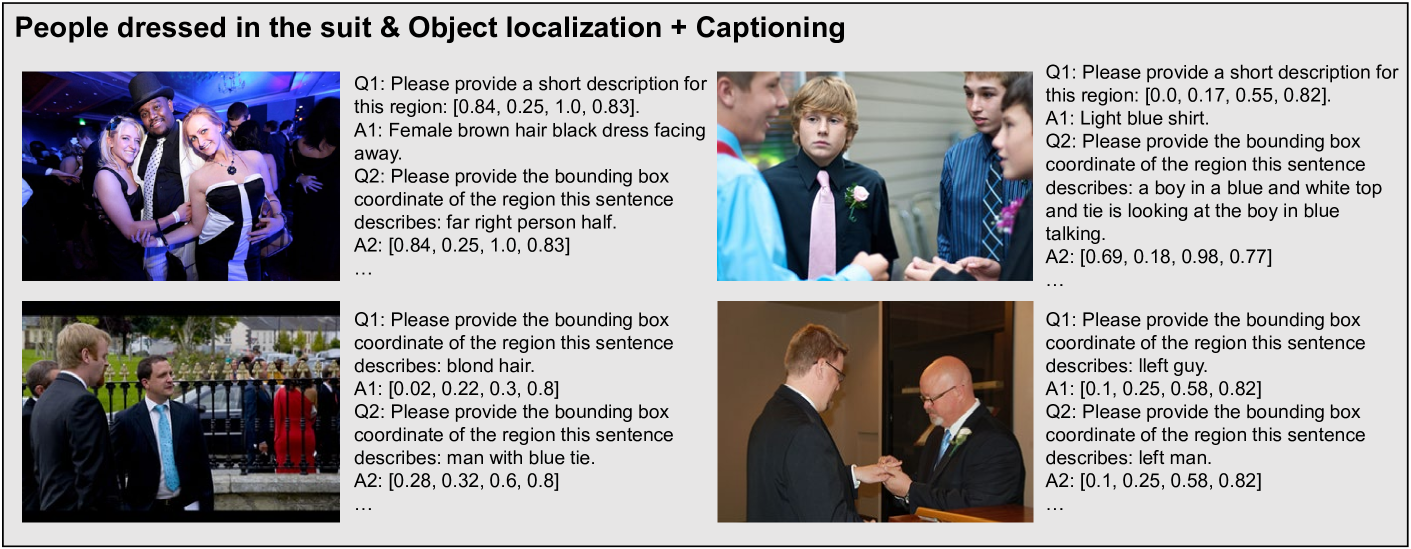 People dressed in the suit & Object localization + Captioning
Q1: Please provide a short description for
this region: [0.84, 0.25, 1.0, 0.83].
A1: Female brown hair black dress facing
away.
Q2: Please provide the bounding box
coordinate of the region this sentence
describes: far right person half.
A2: [0.84, 0.25, 1.0, 0.83]
…
Q1: Please provide a short description for
this region: [0.0, 0.17, 0.55, 0.82].
A1: Light blue shirt.
Q2: Please provide the bounding box
coordinate of the region this sentence
describes: a boy in a blue and white top
and tie is looking at the boy in blue
talking.
A2: [0.69, 0.18, 0.98, 0.77]
…
Q1: Please provide the bounding box
coordinate of the region this sentence
describes: blond hair.
A1: [0.02, 0.22, 0.3, 0.8]
Q2: Please provide the bounding box
coordinate of the region this sentence
describes: man with blue tie.
A2: [0.28, 0.32, 0.6, 0.8]
…
Q1: Please provide the bounding box
coordinate of the region this sentence
describes: lleft guy.
A1: [0.1, 0.25, 0.58, 0.82]
Q2: Please provide the bounding box
coordinate of the region this sentence
describes: left man.
A2: [0.1, 0.25, 0.58, 0.82]
…